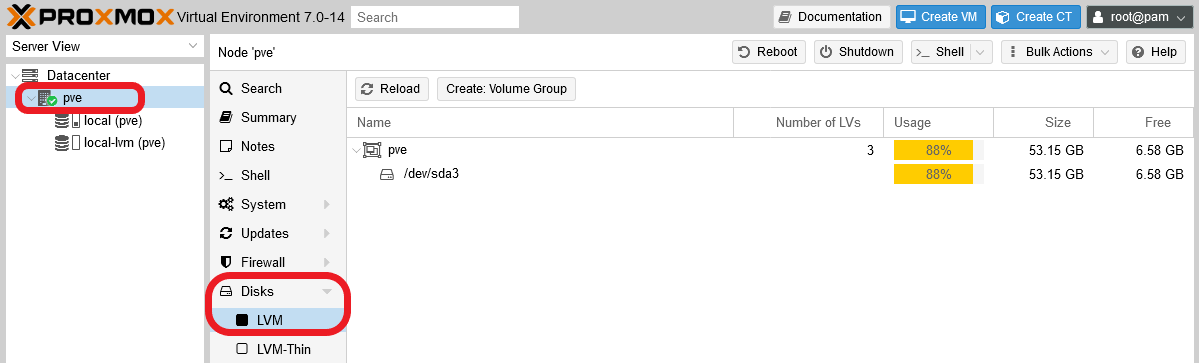 PROXMOX Virtual Environment 7.0-14 Search Documentation Create VM Create CT root@pam
Server View
Node 'pve' Reboot Shutdown >_ Shell Bulk Actions Help
Datacenter
pve
local (pve)
local-lvm (pve)
Search
Summary
Notes
>_ Shell
System
Updates
Firewall
Disks
LVM
LVM-Thin
Reload Create: Volume Group
Name Number of LVs Usage Size Free
pve 3 88% 53.15 GB 6.58 GB
/dev/sda3 88% 53.15 GB 6.58 GB